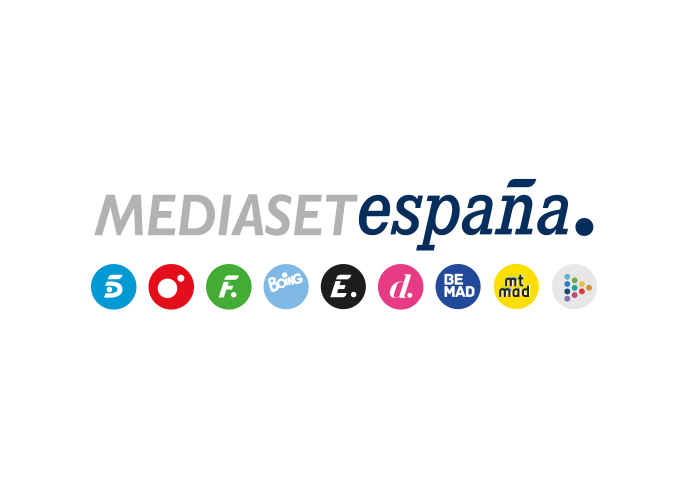 MEDIASETespaña.
5 F. BOiNG E. d. BE MAD mt mad